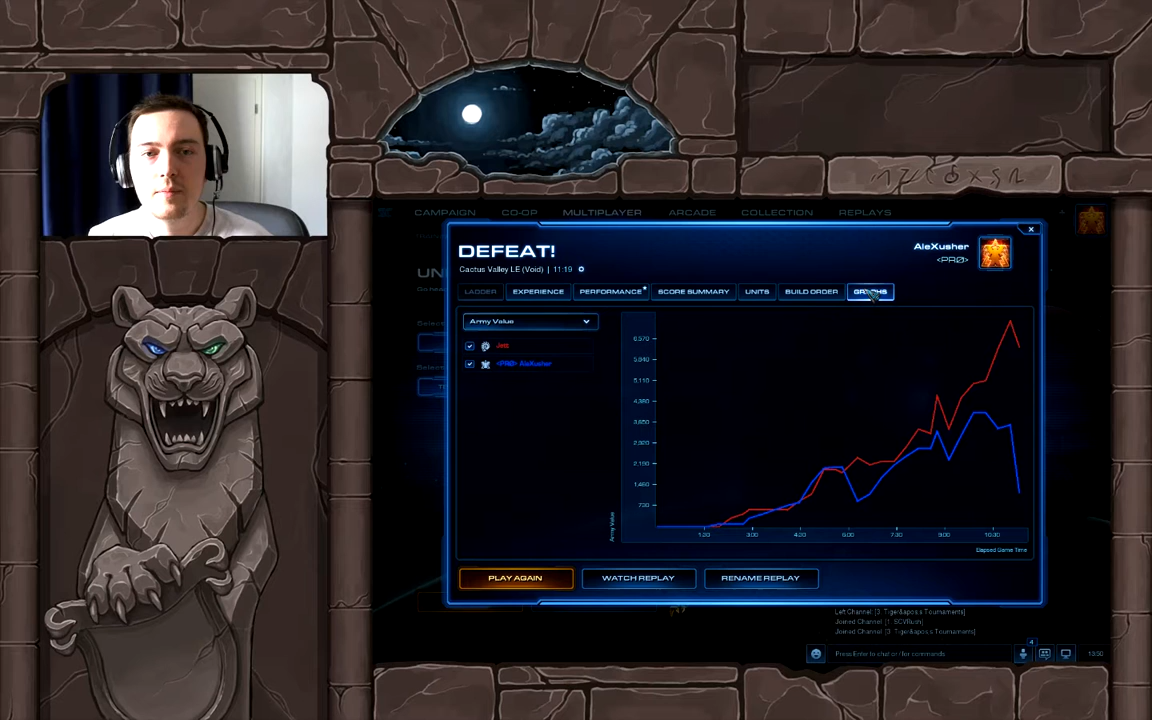 CAMPAIGN CO-OP MULTIPLAYER ARCADE COLLECTION REPLAYS
DEFEAT!
AleXusher
<PRØ>
Cactus Valley LE (Void) | 11:19
LADDER EXPERIENCE PERFORMANCE SCORE SUMMARY UNITS BUILD ORDER GRAPHS
Army Value
<PRØ> AleXusher
6,570
5,840
5,110
4,380
3,650
2,920
2,190
1,460
730
Army Value
1:30 3:00 4:30 6:00 7:30 9:00 10:30
Elapsed Game Time
PLAY AGAIN WATCH REPLAY RENAME REPLAY
Left Channel: [3. Tiger&apos;s Tournaments]
Joined Channel: [1. SCVRush]
Joined Channel: [3. Tiger&apos;s Tournaments]
4
Press Enter to chat or / for commands